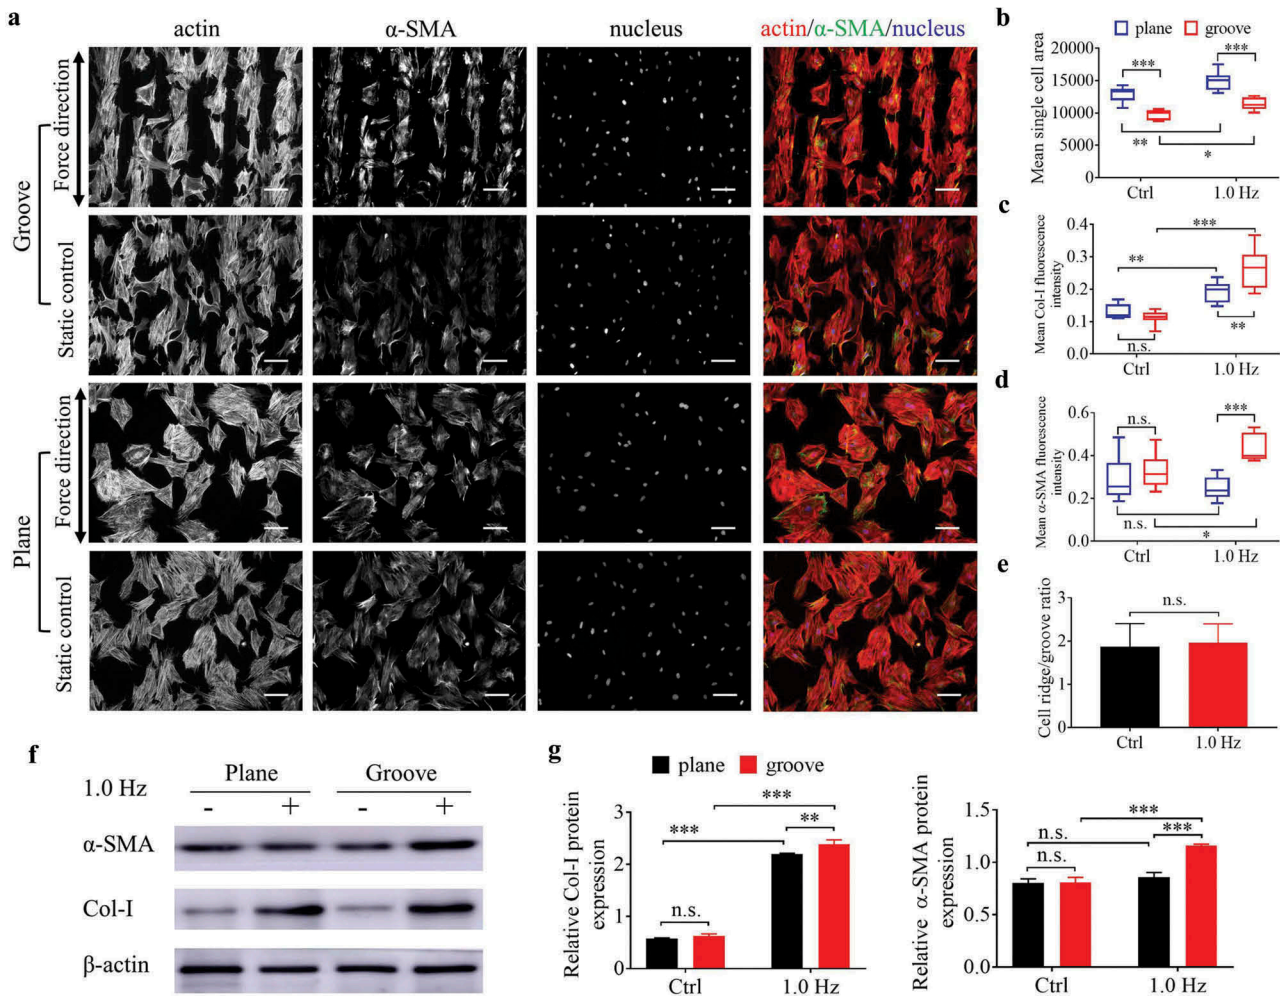 a
actin
α-SMA
nucleus
actin/α-SMA/nucleus
Groove
Force direction
Static control
Plane
Force direction
Static control
b
plane
groove
Mean single cell area
20000
15000
10000
5000
0
***
***
**
*
Ctrl
1.0 Hz
c
Mean Col-I fluorescence
intensity
0.4
0.3
0.2
0.1
0.0
***
**
**
n.s.
Ctrl
1.0 Hz
d
Mean α-SMA fluorescence
intensity
0.6
0.4
0.2
0.0
n.s.
***
n.s.
*
Ctrl
1.0 Hz
e
Cell ridge/groove ratio
3
2
1
0
n.s.
Ctrl
1.0 Hz
f
1.0 Hz
Plane
Groove
- + - +
α-SMA
Col-I
β-actin
g
plane
groove
Relative Col-I protein
expression
3
2
1
0
***
***
**
n.s.
Ctrl
1.0 Hz
Relative α-SMA protein
expression
1.5
1.0
0.5
0.0
***
n.s.
***
n.s.
Ctrl
1.0 Hz